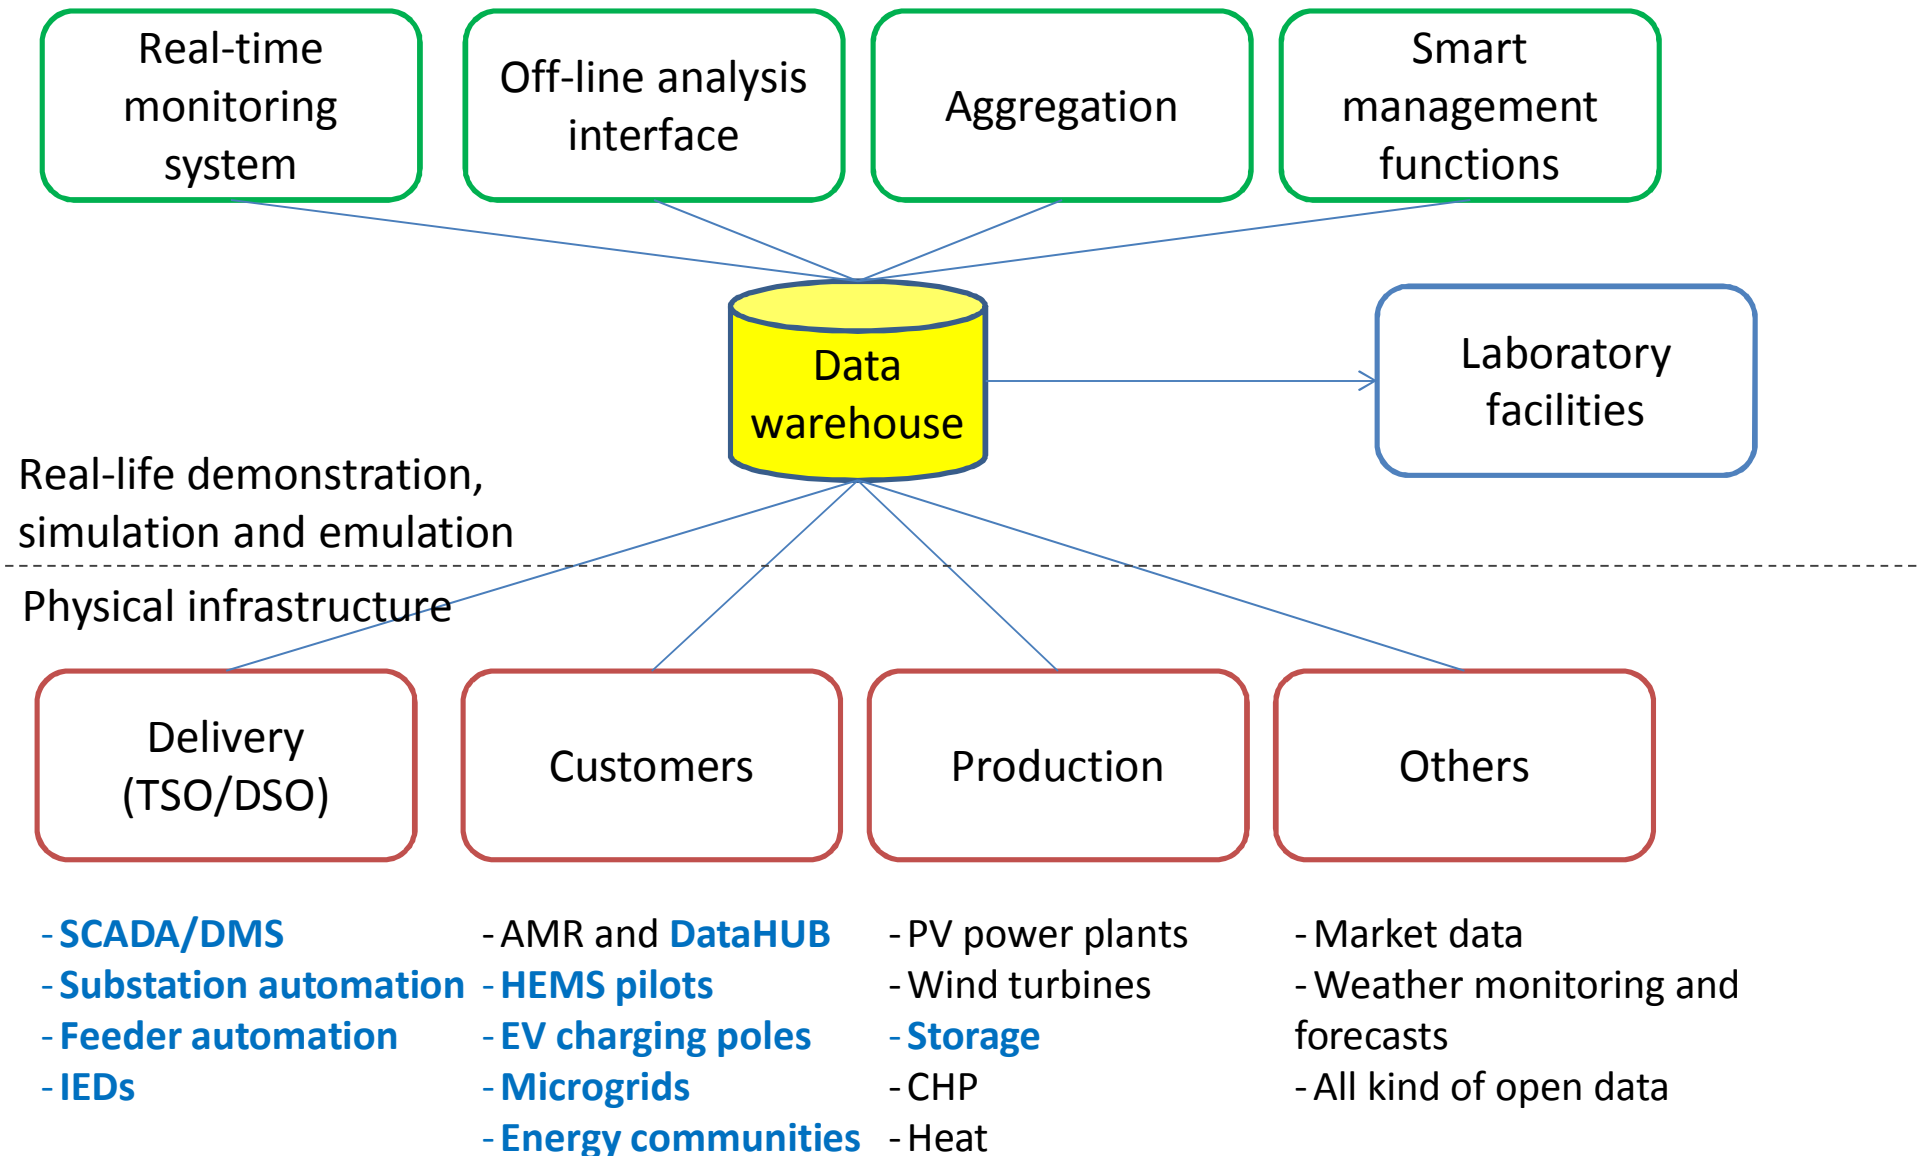 Real-time
monitoring
system
Off-line analysis
interface
Aggregation
Smart
management
functions
Data
warehouse
Laboratory
facilities
Real-life demonstration,
simulation and emulation
Physical infrastructure
Delivery
(TSO/DSO)
Customers
Production
Others
- SCADA/DMS
- Substation automation
- Feeder automation
- IEDs
- AMR and DataHUB
- HEMS pilots
- EV charging poles
- Microgrids
- Energy communities
- PV power plants
- Wind turbines
- Storage
- CHP
- Heat
- Market data
- Weather monitoring and
forecasts
- All kind of open data